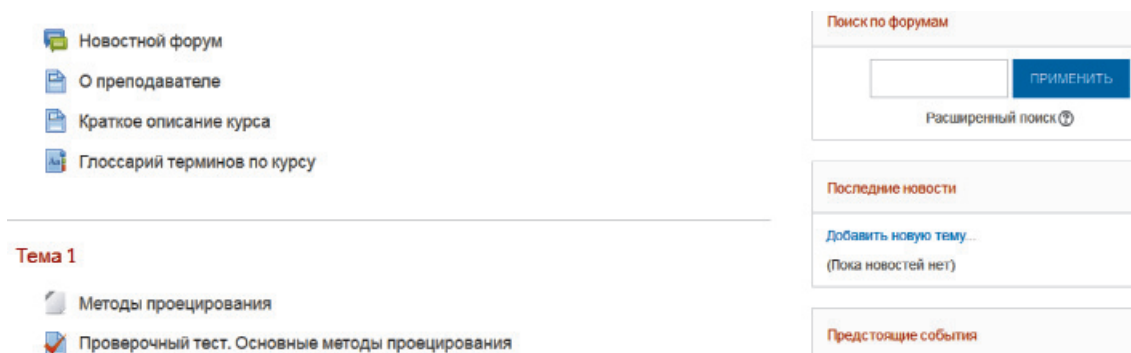 Новостной форум
О преподавателе
Краткое описание курса
Глоссарий терминов по курсу
Тема 1
Методы проецирования
Проверочный тест. Основные методы проецирования
Поиск по форумам
ПРИМЕНИТЬ
Расширенный поиск
Последние новости
Добавить новую тему...
(Пока новостей нет)
Предстоящие события